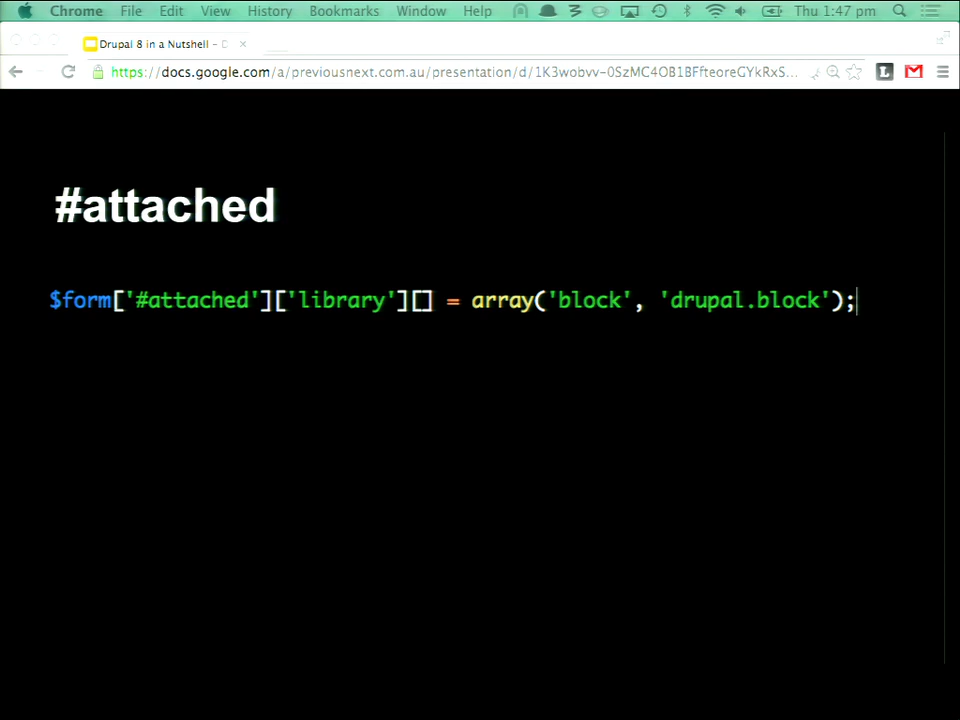 Chrome File Edit View History Bookmarks Window Help Thu 1:47 pm
Drupal 8 in a Nutshell – D
https://docs.google.com/a/previousnext.com.au/presentation/d/1K3wobvv-0SzMC4OB1BFfteoreGYkRxS...
#attached
$form['#attached']['library'][] = array('block', 'drupal.block');